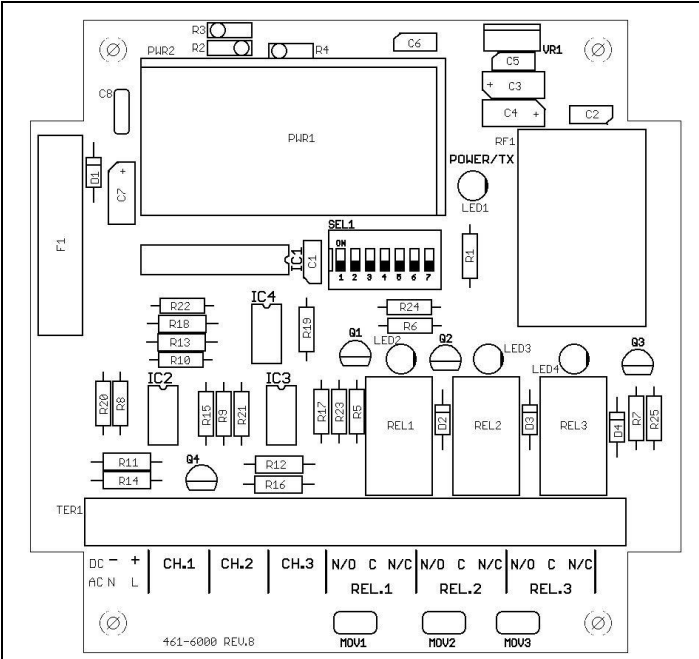 R3
PWR2 R2 R4 C6 VR1
C5
C8 + C3
C4 + C2
PWR1 RF1
POWER/TX
D1 + C7 LED1
F1 SEL1
ON
IC1 C1 1 2 3 4 5 6 7 R1
IC4
R22 R24
R18 R19 R6
R13 Q1 LED2 Q2 LED3 LED4 Q3
R10
IC2 IC3
R20 R8 R15 R9 R21 R17 R23 R5 REL1 D2 REL2 D3 REL3 D4 R7 R25
R11 Q4 R12
R14 R16
TER1
DC - + CH.1 CH.2 CH.3 N/O C N/C N/O C N/C N/O C N/C
AC N L REL.1 REL.2 REL.3
461-6000 REV.8 MOV1 MOV2 MOV3